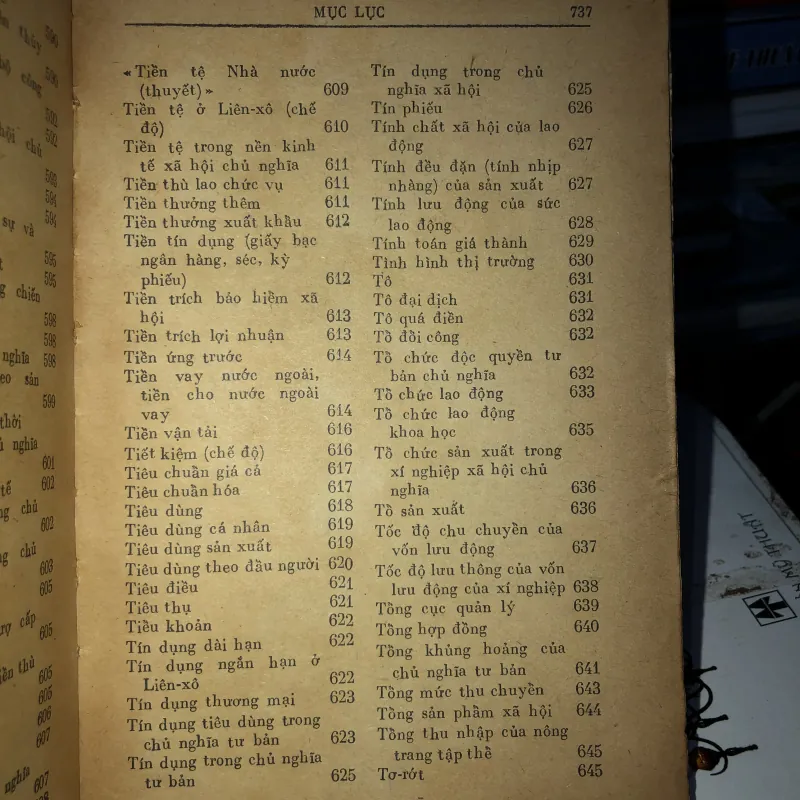 MỤC LỤC 737
« Tiền tệ Nhà nước
(thuyết) » 609
Tiền tệ ở Liên-xô (chế
độ) 610
Tiền tệ trong nền kinh
tế xã hội chủ nghĩa 611
Tiền thù lao chức vụ 611
Tiền thưởng thêm 611
Tiền thưởng xuất khẩu 612
Tiền tín dụng (giấy bạc
ngân hàng, séc, kỳ
phiếu) 612
Tiền trích bảo hiểm xã
hội 613
Tiền trích lợi nhuận 613
Tiền ứng trước 614
Tiền vay nước ngoài,
tiền cho nước ngoài
vay 614
Tiền vận tải 616
Tiết kiệm (chế độ) 616
Tiêu chuẩn giá cả 617
Tiêu chuẩn hóa 617
Tiêu dùng 618
Tiêu dùng cá nhân 619
Tiêu dùng sản xuất 619
Tiêu dùng theo đầu người 620
Tiêu điều 621
Tiêu thụ 621
Tiểu khoản 622
Tín dụng dài hạn 622
Tín dụng ngắn hạn ở
Liên-xô 622
Tín dụng thương mại 623
Tín dụng tiêu dùng trong
chủ nghĩa tư bản 623
Tín dụng trong chủ nghĩa
tư bản 625
Tín dụng trong chủ
nghĩa xã hội 625
Tín phiếu 626
Tính chất xã hội của lao
động 627
Tính đều đặn (tính nhịp
nhàng) của sản xuất 627
Tính lưu động của sức
lao động 628
Tính toán giá thành 629
Tình hình thị trường 630
Tô 631
Tô đại dịch 631
Tô quá điền 632
Tổ đổi công 632
Tổ chức độc quyền tư
bản chủ nghĩa 632
Tổ chức lao động 633
Tổ chức lao động
khoa học 635
Tổ chức sản xuất trong
xí nghiệp xã hội chủ
nghĩa 636
Tổ sản xuất 636
Tốc độ chu chuyển của
vốn lưu động 637
Tốc độ lưu thông của vốn
lưu động của xí nghiệp 638
Tổng cục quản lý 639
Tổng hợp đồng 640
Tổng khủng hoảng của
chủ nghĩa tư bản 641
Tổng mức thu chuyển 643
Tổng sản phẩm xã hội 644
Tổng thu nhập của nông
trang tập thể 645
Tơ-rớt 645